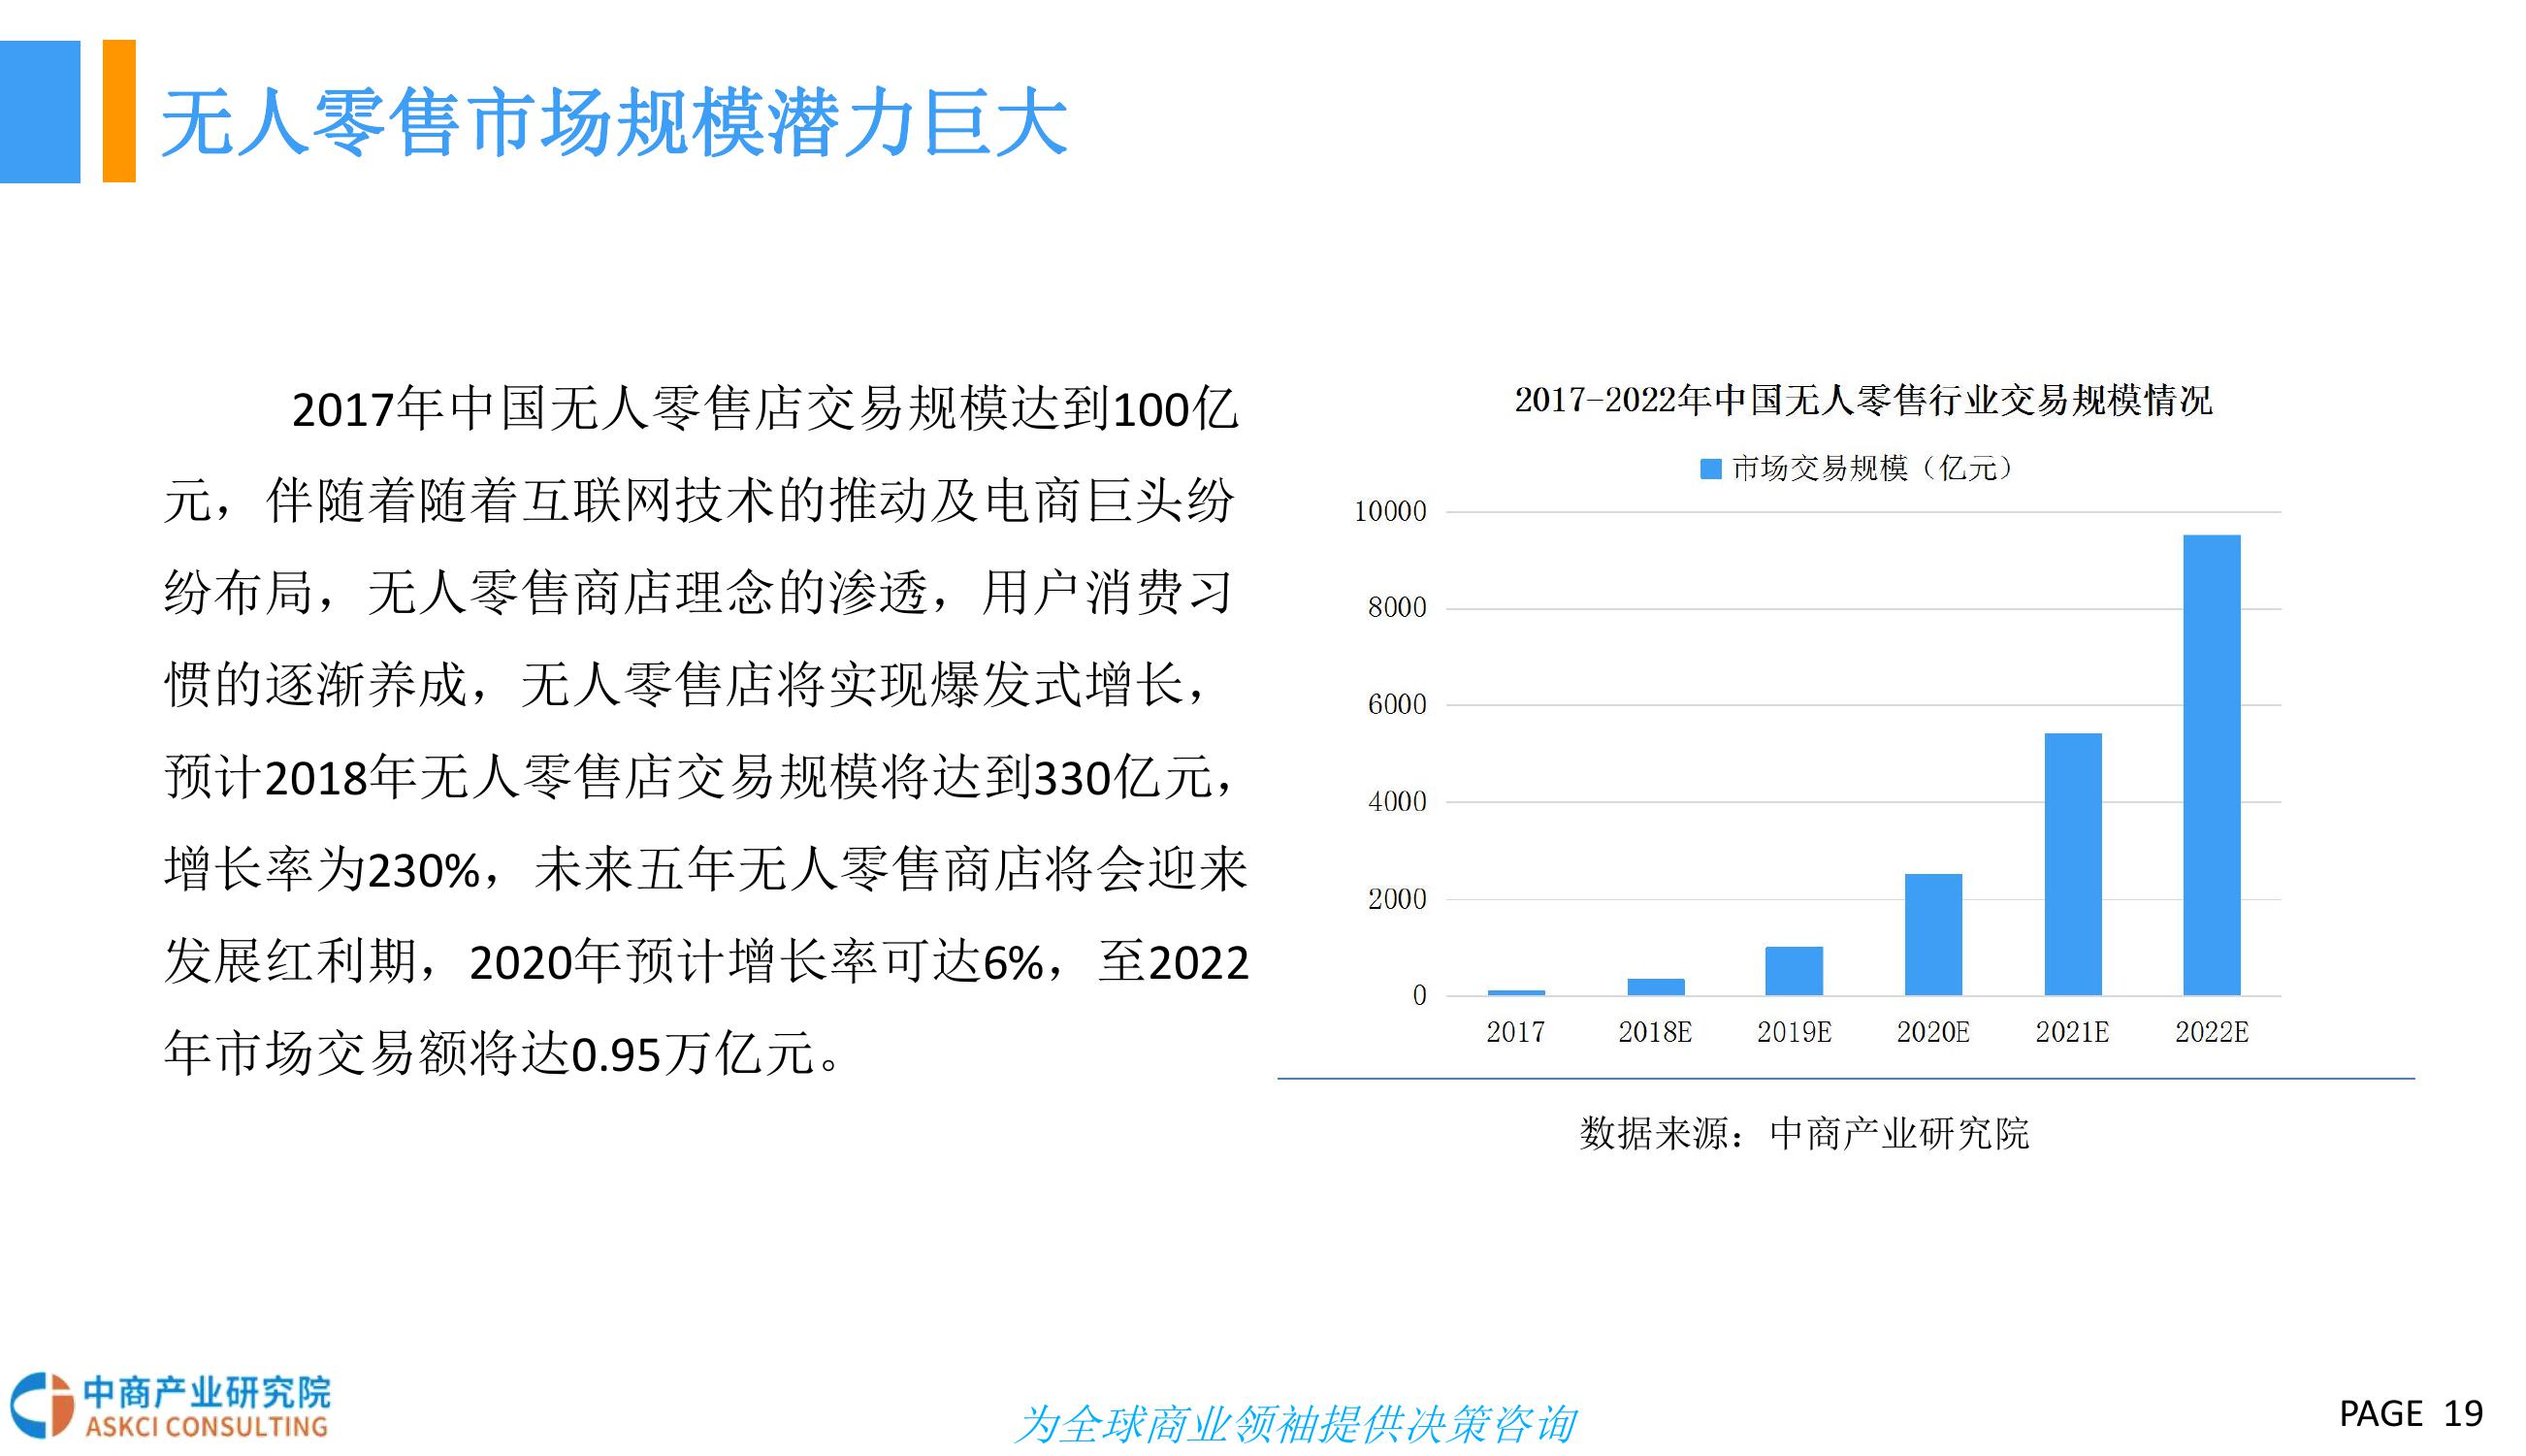 无人零售市场规模潜力巨大
2017年中国无人零售店交易规模达到100亿
元，伴随着随着互联网技术的推动及电商巨头纷
纷布局，无人零售商店理念的渗透，用户消费习
惯的逐渐养成，无人零售店将实现爆发式增长，
预计2018年无人零售店交易规模将达到330亿元，
增长率为230%，未来五年无人零售商店将会迎来
发展红利期，2020年预计增长率可达6%，至2022
年市场交易额将达0.95万亿元。
2017-2022年中国无人零售行业交易规模情况
市场交易规模（亿元）
10000
8000
6000
4000
2000
0
2017 2018E 2019E 2020E 2021E 2022E
数据来源：中商产业研究院
中商产业研究院
ASKCI CONSULTING
为全球商业领袖提供决策咨询
PAGE 19